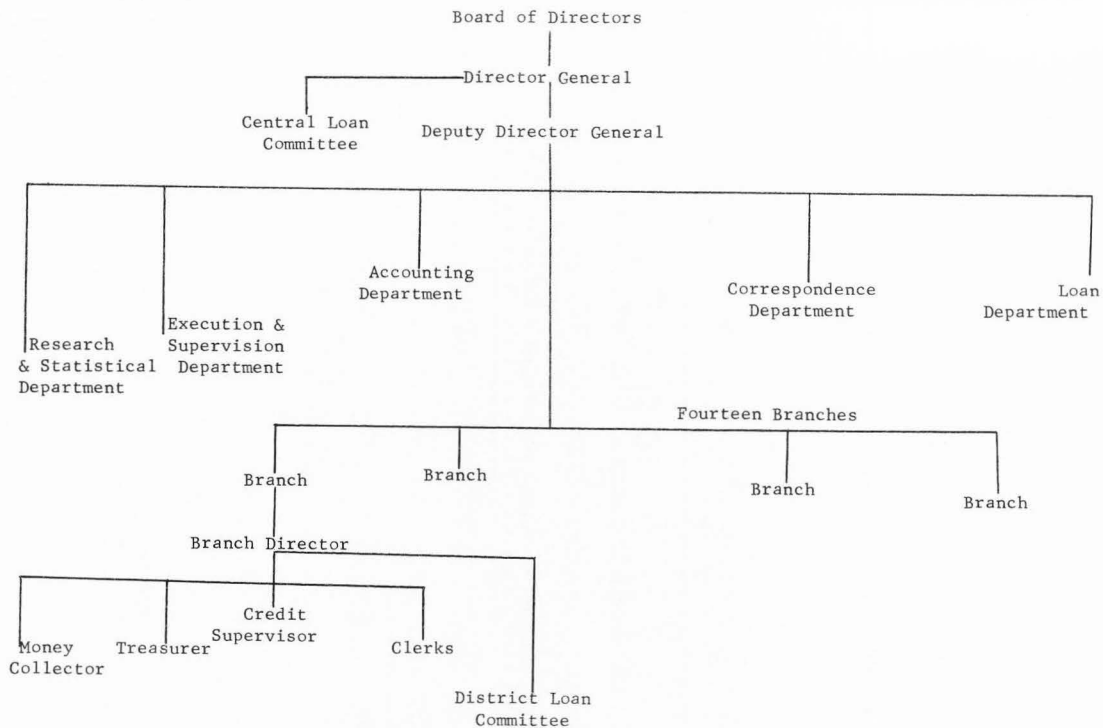 Board of Directors
Director General
Central Loan
Committee
Deputy Director General
Accounting
Department
Correspondence
Department
Loan
Department
Execution &
Supervision
Department
Research
& Statistical
Department
Fourteen Branches
Branch
Branch
Branch
Branch
Branch Director
Money
Collector
Treasurer
Credit
Supervisor
Clerks
District Loan
Committee